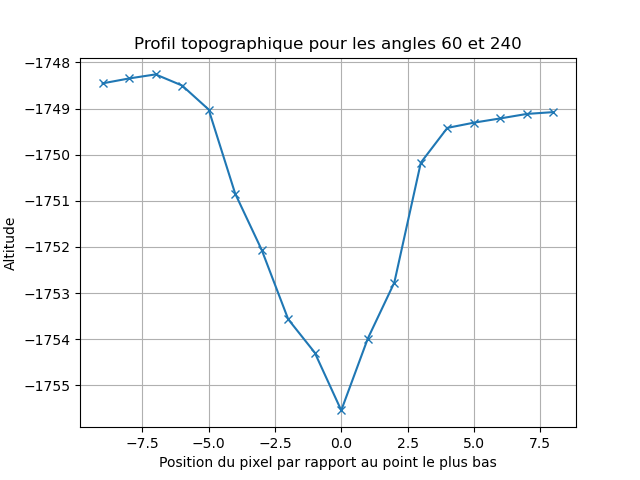 Profil topographique pour les angles 60 et 240
−1748
−1749
−1750
−1751
−1752
−1753
−1754
−1755
Altitude
−7.5 −5.0 −2.5 0.0 2.5 5.0 7.5
Position du pixel par rapport au point le plus bas